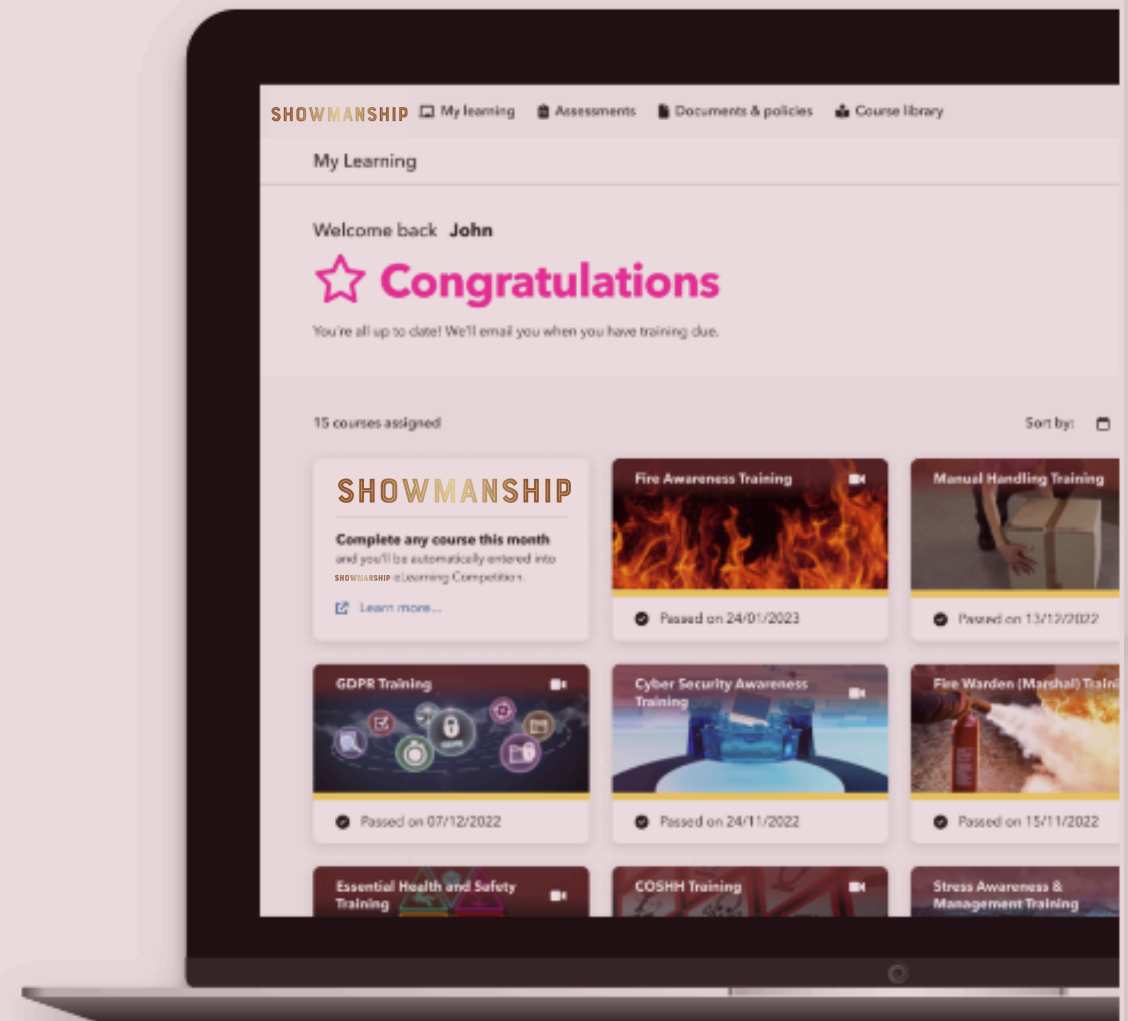 SHOWMANSHIP My learning Assessments Documents & policies Course library
My Learning
Welcome back John
Congratulations
You're all up to date! We'll email you when you have training due.
15 courses assigned Sort by:
SHOWMANSHIP
Complete any course this month
and you'll be automatically entered into
SHOWMANSHIP eLearning Competition.
Learn more...
Fire Awareness Training
Passed on 24/01/2023
Manual Handling Training
Passed on 13/12/2022
GDPR Training
GDPR
Passed on 07/12/2022
Cyber Security Awareness
Training
Passed on 24/11/2022
Fire Warden (Marshal) Traini
Passed on 15/11/2022
Essential Health and Safety
Training
COSHH Training
Stress Awareness &
Management Training